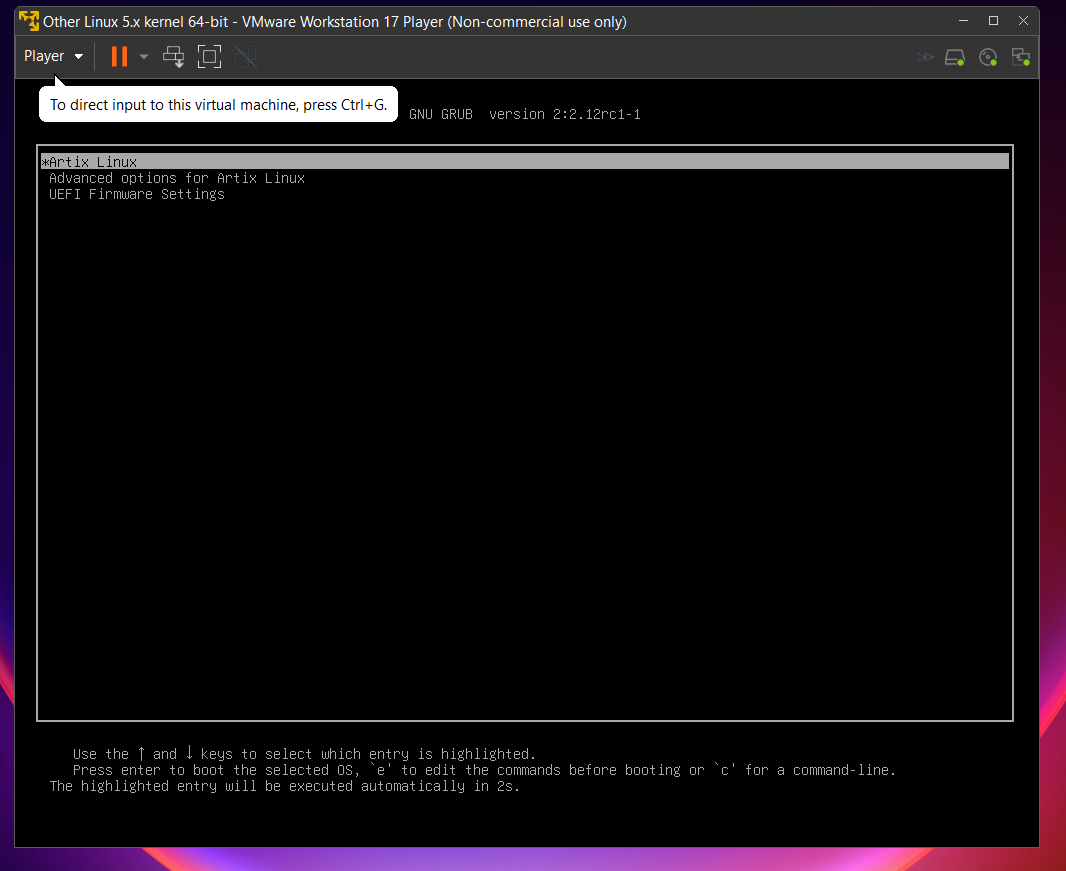 Other Linux 5.x kernel 64-bit - VMware Workstation 17 Player (Non-commercial use only)
Player
To direct input to this virtual machine, press Ctrl+G.
GNU GRUB  version 2:2.12rc1-1
*Artix Linux
Advanced options for Artix Linux
UEFI Firmware Settings
Use the ↑ and ↓ keys to select which entry is highlighted.
Press enter to boot the selected OS, `e' to edit the commands before booting or `c' for a command-line.
The highlighted entry will be executed automatically in 2s.